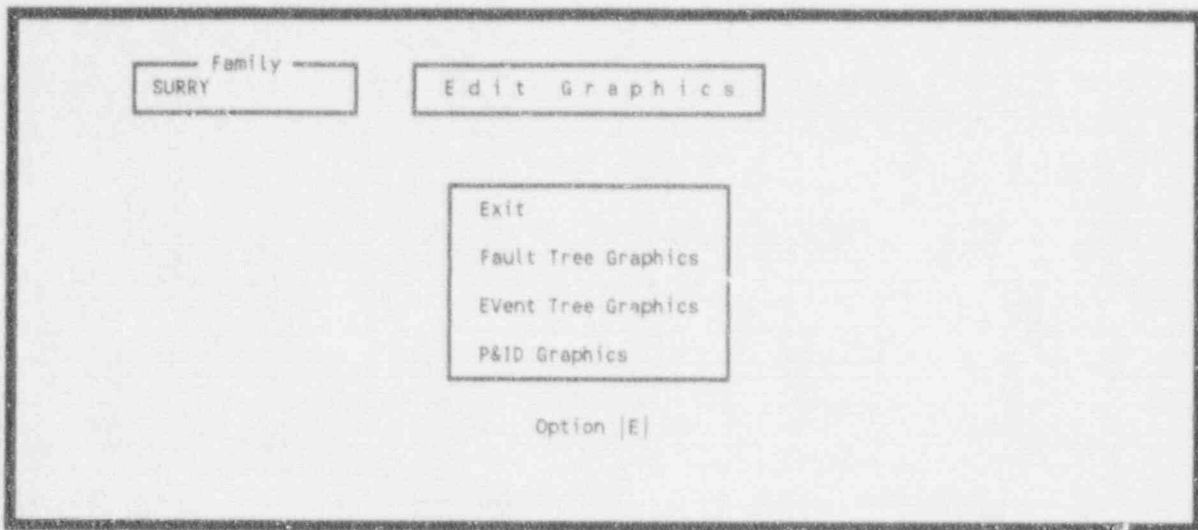 Family
SURRY
Edit Graphics
Exit
Fault Tree Graphics
EVent Tree Graphics
P&ID Graphics
Option |E|